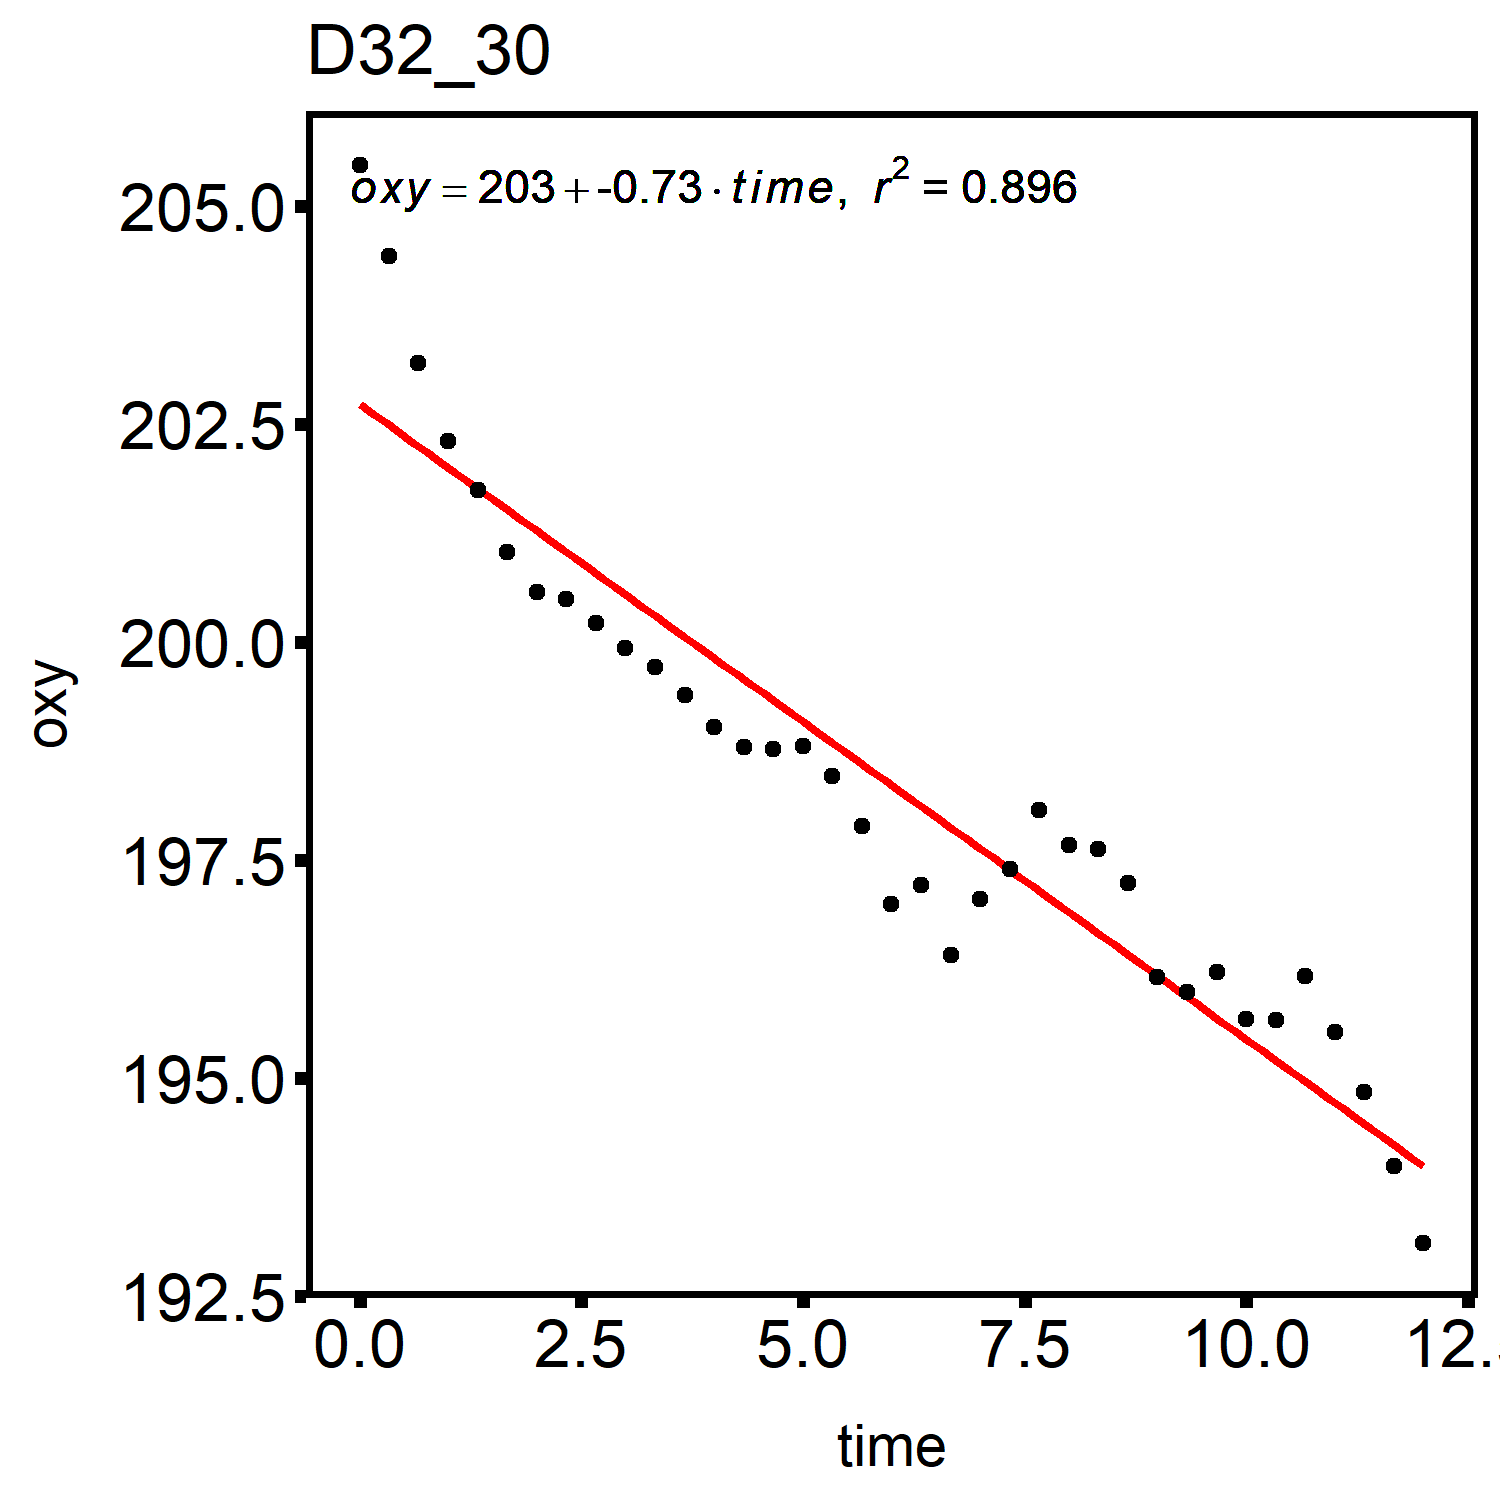 D32_30
oxy = 203 + -0.73 · time, r² = 0.896
205.0
202.5
200.0
197.5
195.0
192.5
oxy
0.0 2.5 5.0 7.5 10.0 12.
time